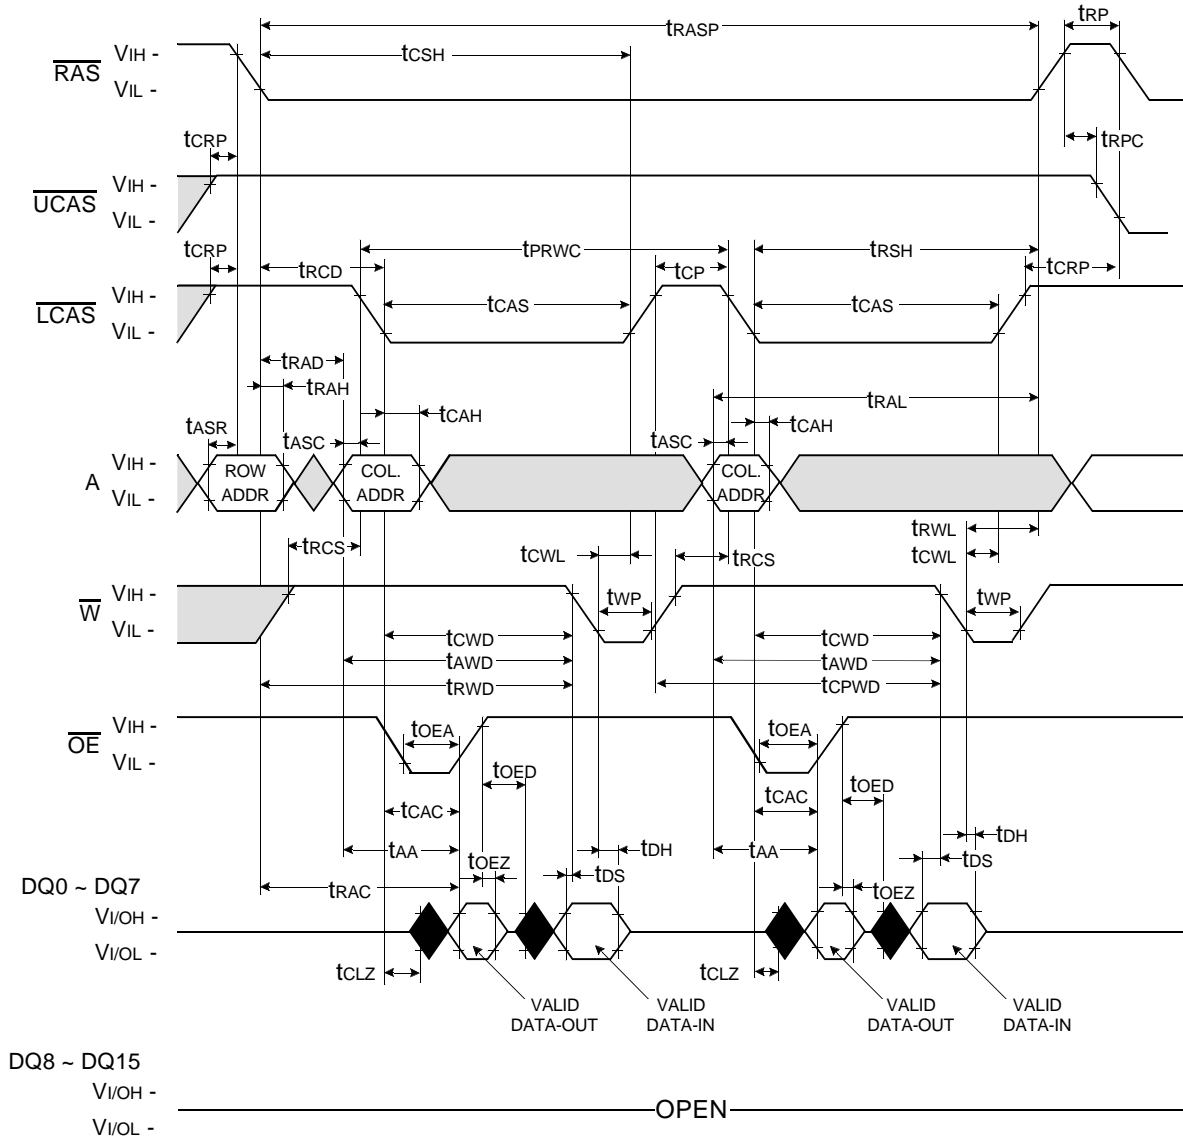 tRASP
tRP
tCSH
RAS
VIH -
VIL -
tCRP
tRPC
UCAS
VIH -
VIL -
tCRP
tRCD
tPRWC
tCP
tRSH
tCRP
LCAS
VIH -
VIL -
tCAS
tCAS
tRAD
tRAH
tCAH
tRAL
tASR
tASC
tASC
tCAH
A
VIH -
VIL -
ROW
ADDR
COL.
ADDR
COL.
ADDR
tRCS
tCWL
tRCS
tRWL
tCWL
W
VIH -
VIL -
tWP
tWP
tCWD
tCWD
tAWD
tAWD
tRWD
tCPWD
OE
VIH -
VIL -
tOEA
tOEA
tOED
tOED
tCAC
tCAC
tAA
tOEZ
tDH
tAA
tDH
tDS
tDS
tRAC
tOEZ
DQ0 ~ DQ7
VI/OH -
VI/OL -
tCLZ
tCLZ
VALID
DATA-OUT
VALID
DATA-IN
VALID
DATA-OUT
VALID
DATA-IN
DQ8 ~ DQ15
VI/OH -
VI/OL -
OPEN